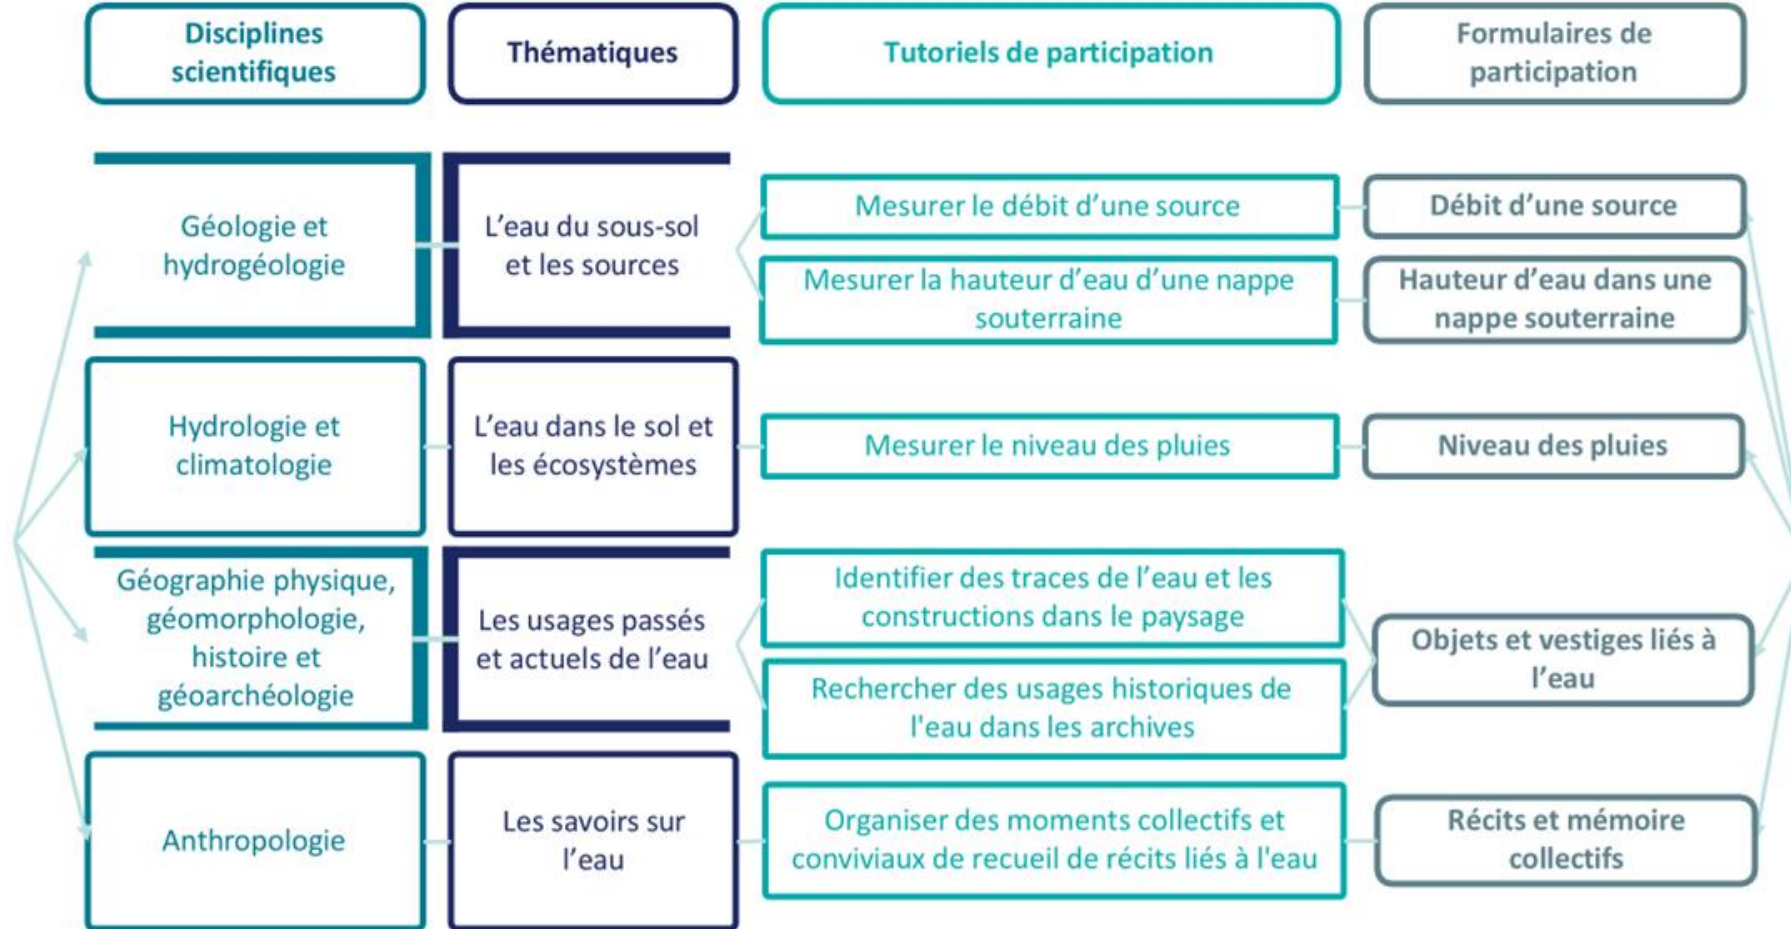 Disciplines
scientifiques
Thématiques
Tutoriels de participation
Formulaires de
participation
Géologie et
hydrogéologie
L’eau du sous-sol
et les sources
Mesurer le débit d’une source
Débit d’une source
Mesurer la hauteur d’eau d’une nappe
souterraine
Hauteur d’eau dans une
nappe souterraine
Hydrologie et
climatologie
L’eau dans le sol et
les écosystèmes
Mesurer le niveau des pluies
Niveau des pluies
Géographie physique,
géomorphologie,
histoire et
géoarchéologie
Les usages passés
et actuels de l’eau
Identifier des traces de l’eau et les
constructions dans le paysage
Rechercher des usages historiques de
l'eau dans les archives
Objets et vestiges liés à
l’eau
Anthropologie
Les savoirs sur
l’eau
Organiser des moments collectifs et
conviviaux de recueil de récits liés à l'eau
Récits et mémoire
collectifs